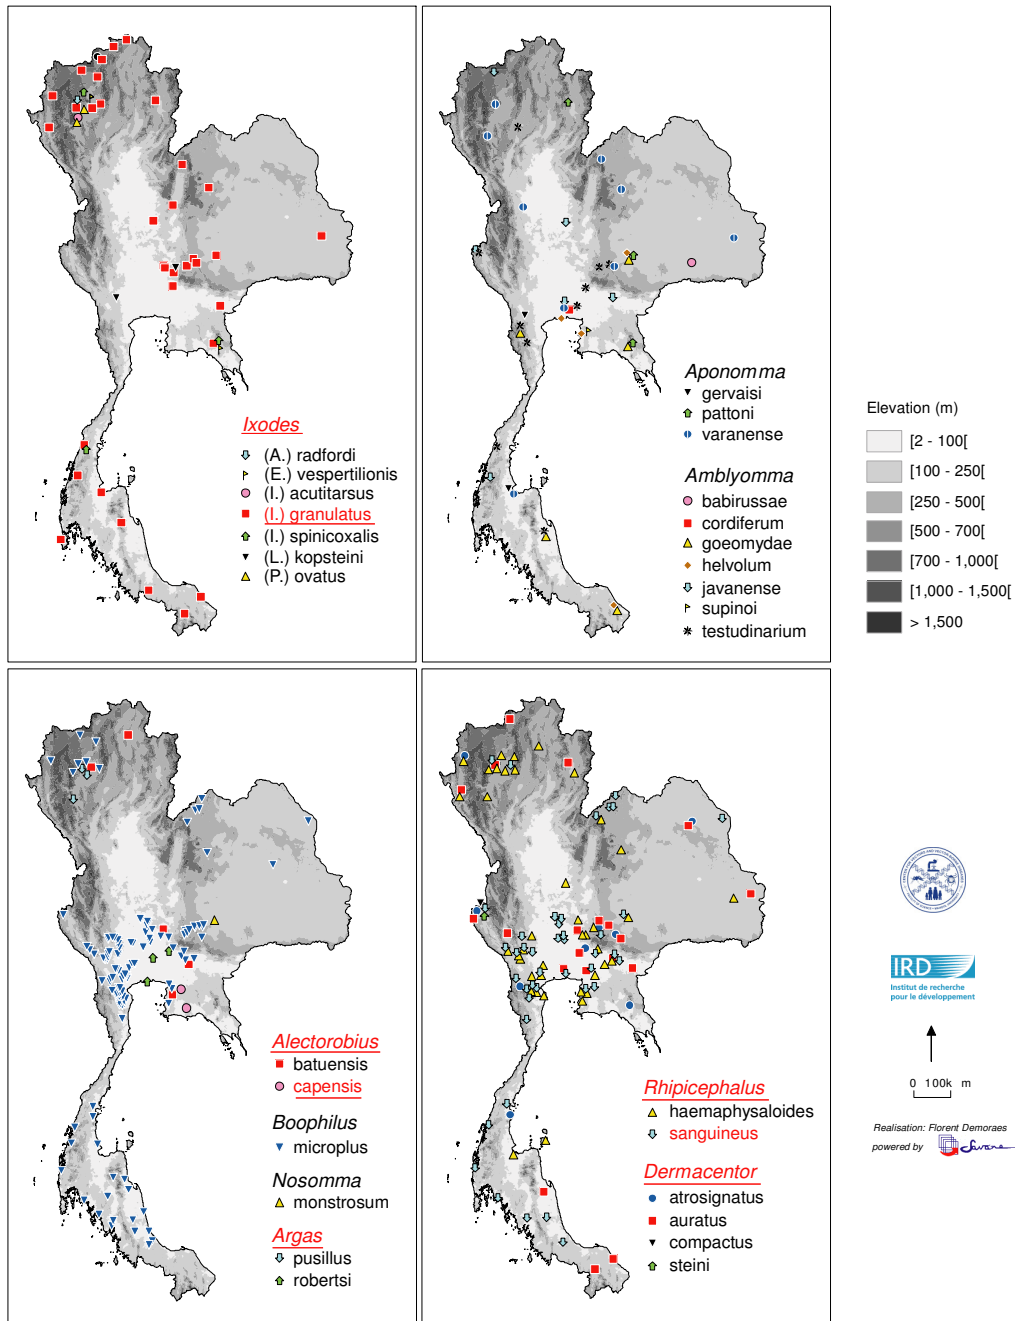 Ixodes
(A.) radfordi
(E.) vespertilionis
(I.) acutitarsus
(I.) granulatus
(I.) spinicoxalis
(L.) kopsteini
(P.) ovatus
Aponomma
gervaisi
pattoni
varanense
Amblyomma
babirussae
cordiferum
goeomydae
helvolum
javanense
supinoi
testudinarium
Elevation (m)
[2 - 100[
[100 - 250[
[250 - 500[
[500 - 700[
[700 - 1,000[
[1,000 - 1,500[
> 1,500
Alectorobius
batuensis
capensis
Boophilus
microplus
Nosomma
monstrosum
Argas
pusillus
robertsi
Rhipicephalus
haemaphysaloides
sanguineus
Dermacentor
atrosignatus
auratus
compactus
steini
IRD
Institut de recherche
pour le développement
0 100k m
Realisation: Florent Demoraes
powered by Savane